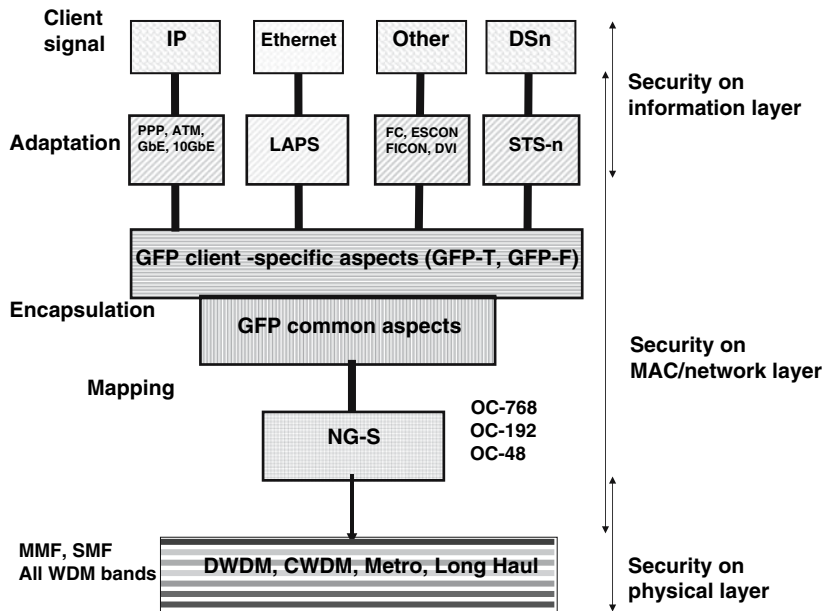 Client
signal
IP
Ethernet
Other
DSn
Security on
information layer
Adaptation
PPP, ATM,
GbE, 10GbE
LAPS
FC, ESCON
FICON, DVI
STS-n
GFP client -specific aspects (GFP-T, GFP-F)
Encapsulation
GFP common aspects
Security on
MAC/network layer
Mapping
NG-S
OC-768
OC-192
OC-48
MMF, SMF
All WDM bands
DWDM, CWDM, Metro, Long Haul
Security on
physical layer